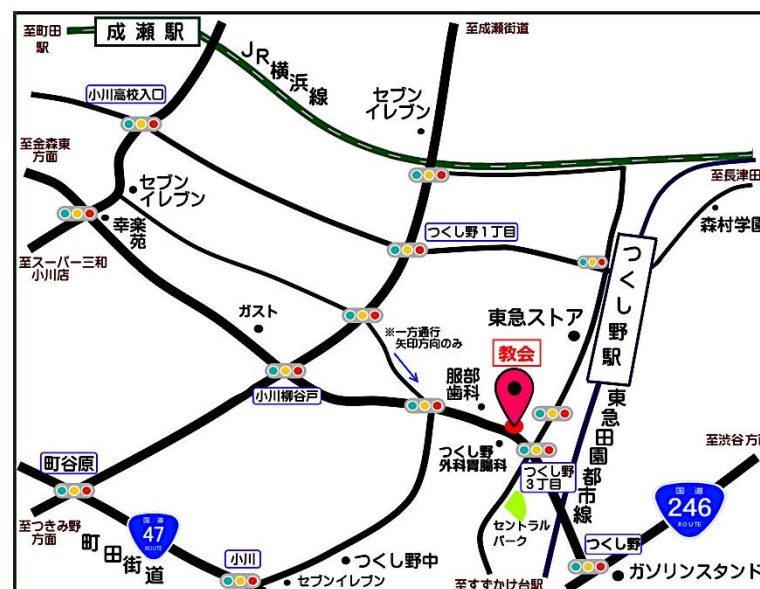 至町田
駅
成瀬駅
至成瀬街道
JR横浜線
セブン
イレブン
小川高校入口
至金森東
方面
至長津田
セブン
イレブン
森村学園
幸楽苑
つくし野1丁目
至スーパー三和
小川店
つくし野駅
ガスト
※一方通行
矢印方向のみ
東急ストア
教会
服部
歯科
小川柳谷戸
東急田園都市線
つくし野
外科胃腸科
至渋谷方面
町谷原
つくし野
3丁目
国道
246
ROUTE
至つきみ野
方面
国道
47
ROUTE
セントラル
パーク
町田街道
小川
つくし野中
つくし野
セブンイレブン
至すずかけ台駅
ガソリンスタンド